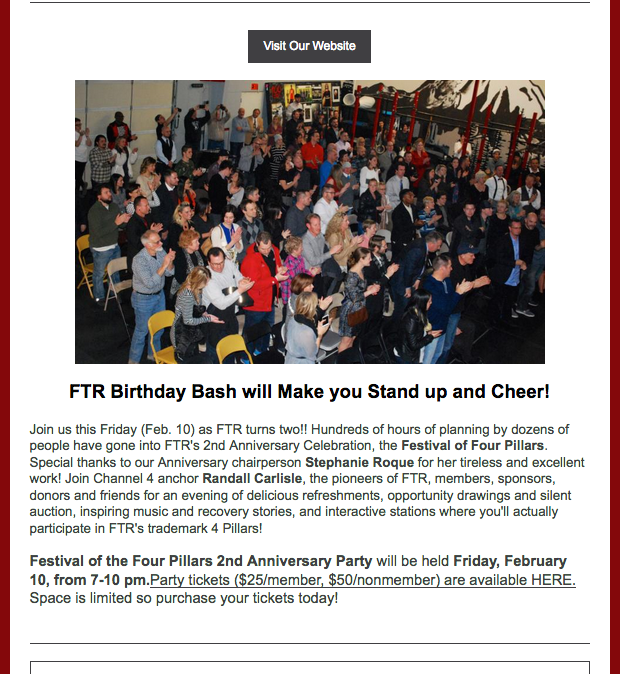 Visit Our Website
FTR Birthday Bash will Make you Stand up and Cheer!
Join us this Friday (Feb. 10) as FTR turns two!! Hundreds of hours of planning by dozens of
people have gone into FTR's 2nd Anniversary Celebration, the Festival of Four Pillars.
Special thanks to our Anniversary chairperson Stephanie Roque for her tireless and excellent
work! Join Channel 4 anchor Randall Carlisle, the pioneers of FTR, members, sponsors,
donors and friends for an evening of delicious refreshments, opportunity drawings and silent
auction, inspiring music and recovery stories, and interactive stations where you'll actually
participate in FTR's trademark 4 Pillars!
Festival of the Four Pillars 2nd Anniversary Party will be held Friday, February
10, from 7-10 pm.Party tickets ($25/member, $50/nonmember) are available HERE.
Space is limited so purchase your tickets today!